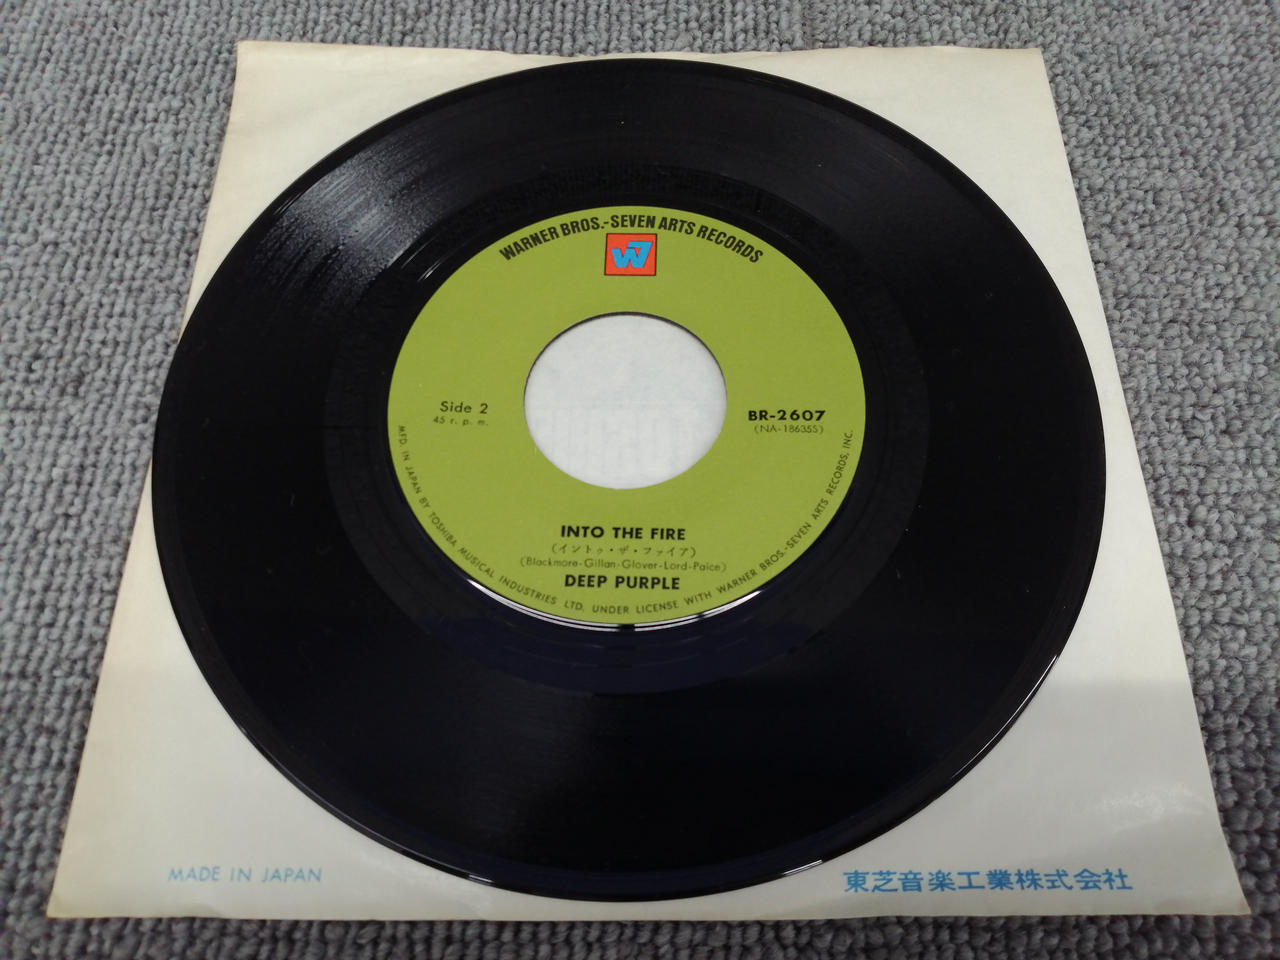 WARNER BROS.-SEVEN ARTS RECORDS
W7
Side 2
45 r. p. m.
BR-2607
(NA-18635S)
INTO THE FIRE
(イントゥ・ザ・ファイア)
(Blackmore-Gillan-Glover-Lord-Paice)
DEEP PURPLE
MFD. IN JAPAN BY TOSHIBA MUSICAL INDUSTRIES LTD. UNDER LICENSE WITH WARNER BROS.-SEVEN ARTS RECORDS, INC.
MADE IN JAPAN
東芝音楽工業株式会社